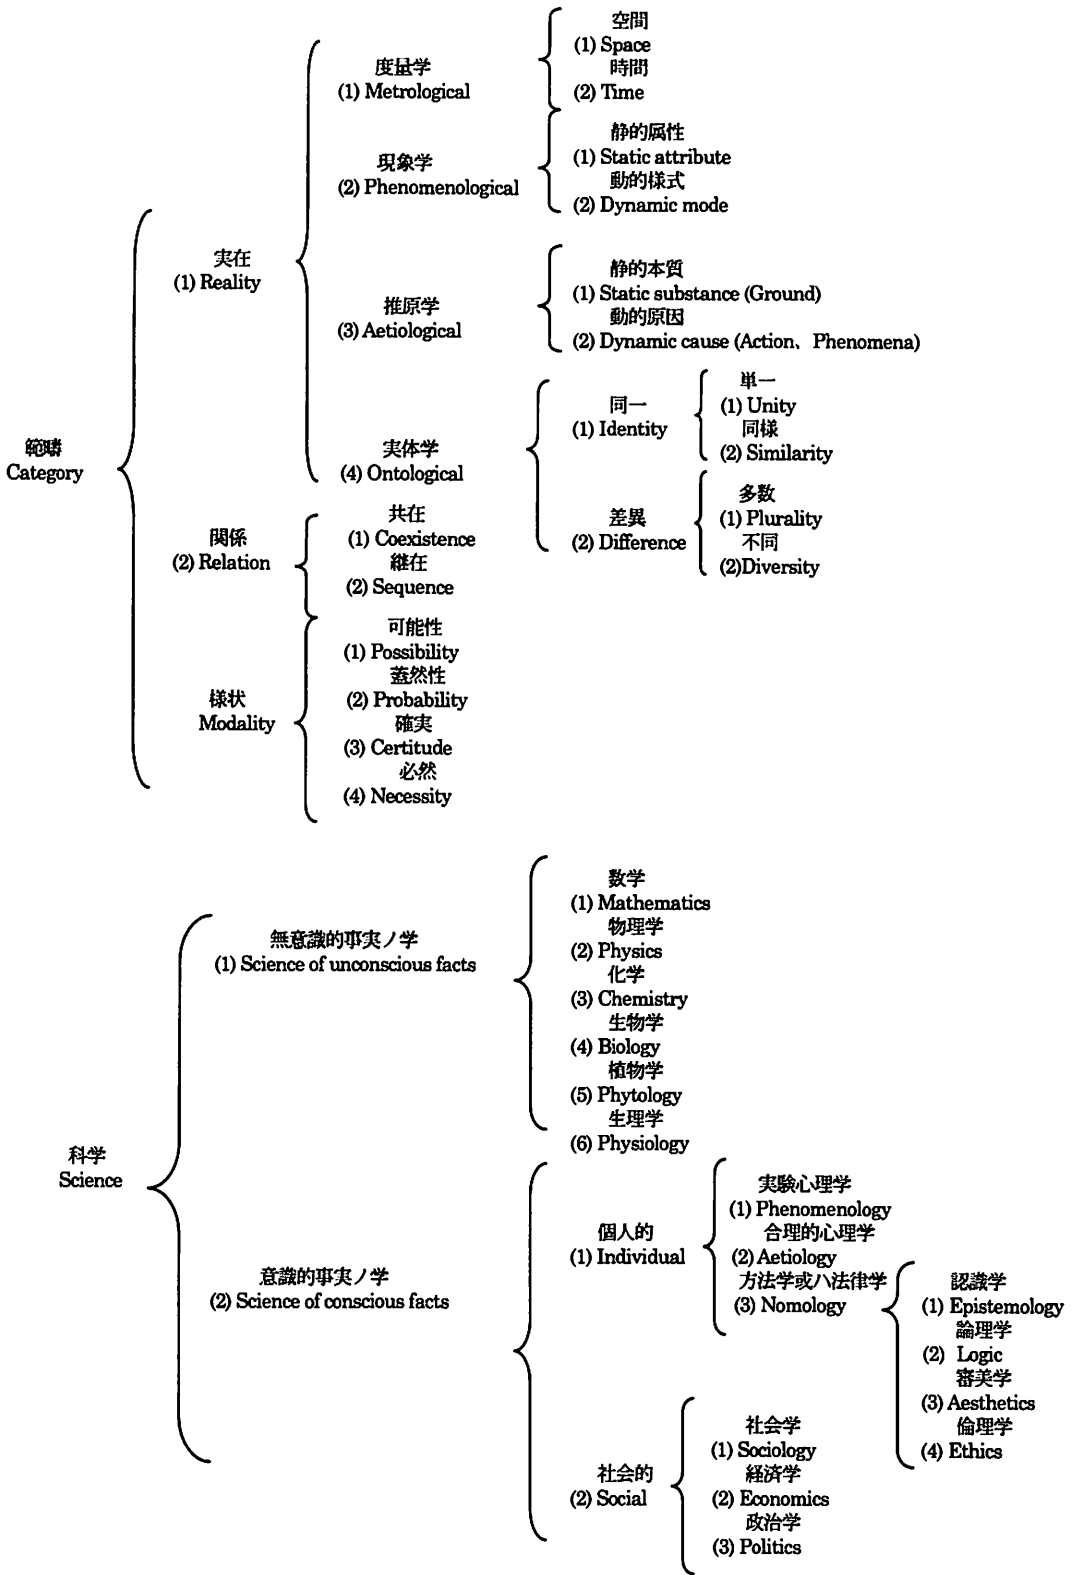 範疇
Category
実在
(1) Reality
度量学
(1) Metrological
空間
(1) Space
時間
(2) Time
現象学
(2) Phenomenological
静的属性
(1) Static attribute
動的様式
(2) Dynamic mode
推原学
(3) Aetiological
静的本質
(1) Static substance (Ground)
動的原因
(2) Dynamic cause (Action、Phenomena)
実体学
(4) Ontological
同一
(1) Identity
単一
(1) Unity
同様
(2) Similarity
差異
(2) Difference
多数
(1) Plurality
不同
(2)Diversity
関係
(2) Relation
共在
(1) Coexistence
継在
(2) Sequence
様状
Modality
可能性
(1) Possibility
蓋然性
(2) Probability
確実
(3) Certitude
必然
(4) Necessity
科学
Science
無意識的事実ノ学
(1) Science of unconscious facts
数学
(1) Mathematics
物理学
(2) Physics
化学
(3) Chemistry
生物学
(4) Biology
植物学
(5) Phytology
生理学
(6) Physiology
意識的事実ノ学
(2) Science of conscious facts
個人的
(1) Individual
実験心理学
(1) Phenomenology
合理的心理学
(2) Aetiology
方法学或ハ法律学
(3) Nomology
認識学
(1) Epistemology
論理学
(2) Logic
審美学
(3) Aesthetics
倫理学
(4) Ethics
社会的
(2) Social
社会学
(1) Sociology
経済学
(2) Economics
政治学
(3) Politics